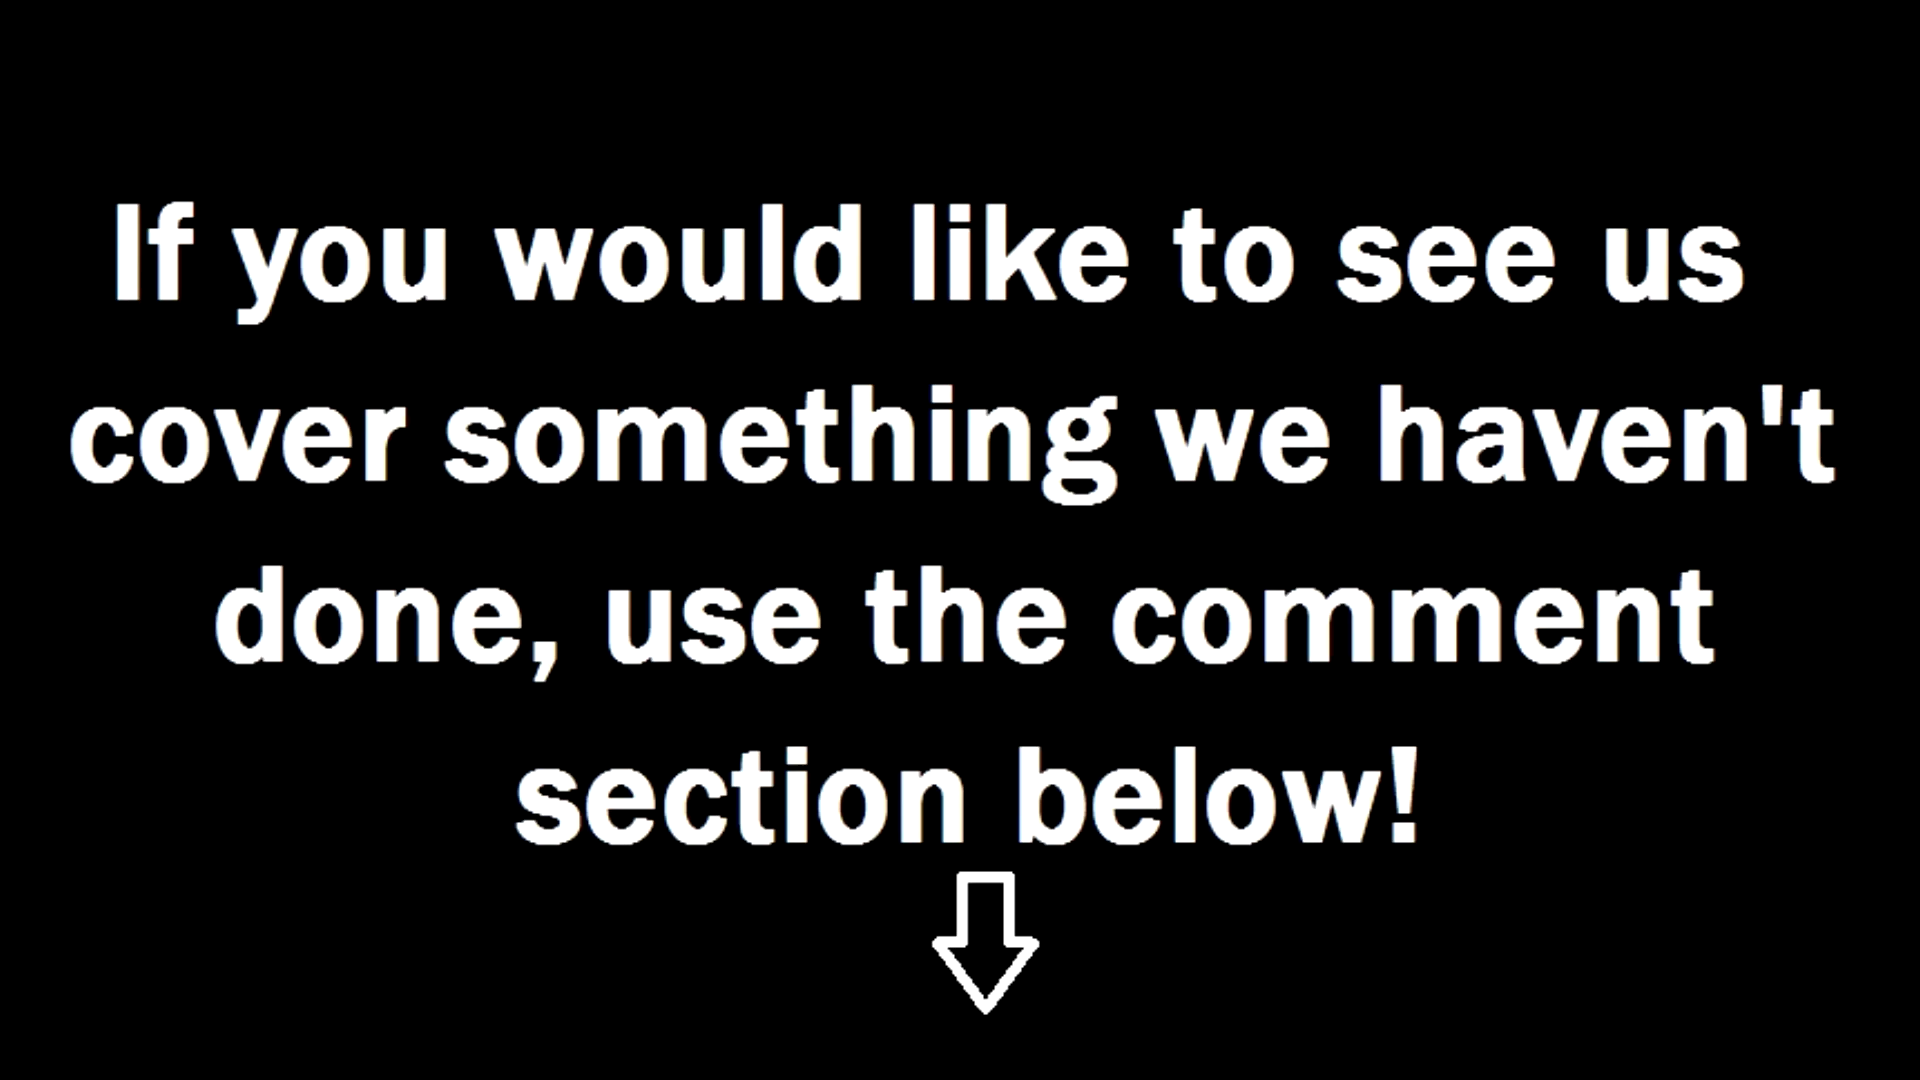 If you would like to see us
cover something we haven't
done, use the comment
section below!